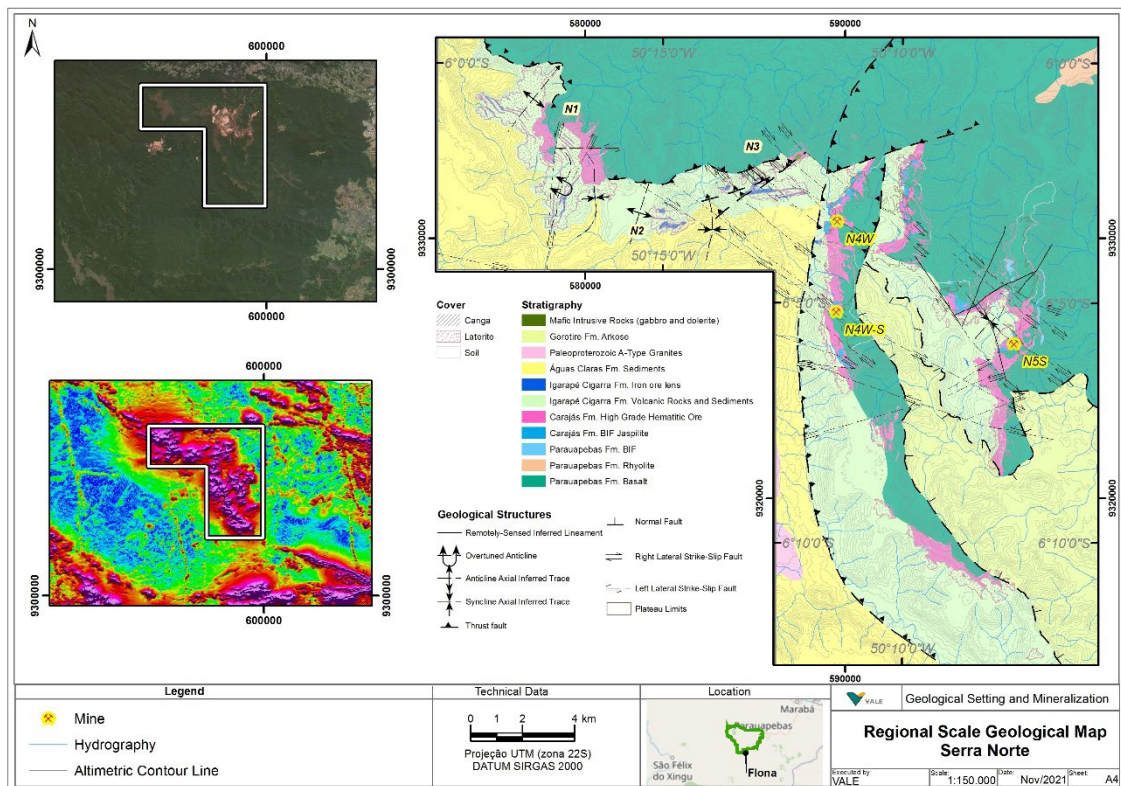 N
600000
9300000
9300000
600000
600000
9300000
9300000
600000
580000
590000
50°15'0"W
50°10'0"W
6°0'0"S
6°0'0"S
N1
N3
N2
9330000
9330000
50°15'0"W
580000
N4W
6°5'0"S
6°5'0"S
N4W-S
N5S
9320000
9320000
6°10'0"S
6°10'0"S
50°10'0"W
590000
Cover
Canga
Laterite
Soil
Stratigraphy
Mafic Intrusive Rocks (gabbro and dolerite)
Gorotire Fm. Arkose
Paleoproterozoic A-Type Granites
Águas Claras Fm. Sediments
Igarapé Cigarra Fm. Iron ore lens
Igarapé Cigarra Fm. Volcanic Rocks and Sediments
Carajás Fm. High Grade Hematitic Ore
Carajás Fm. BIF Jaspilite
Parauapebas Fm. BIF
Parauapebas Fm. Rhyolite
Parauapebas Fm. Basalt
Geological Structures
Remotely-Sensed Inferred Lineament
Overtuned Anticline
Anticline Axial Inferred Trace
Syncline Axial Inferred Trace
Thrust fault
Normal Fault
Right Lateral Strike-Slip Fault
Left Lateral Strike-Slip Fault
Plateau Limits
Legend
Mine
Hydrography
Altimetric Contour Line
Technical Data
0 1 2 4 km
Projeção UTM (zona 22S)
DATUM SIRGAS 2000
Location
Marabá
Parauapebas
São Félix
do Xingu
Flona
VALE
Geological Setting and Mineralization
Regional Scale Geological Map
Serra Norte
Executed by:
VALE
Scale:
1:150.000
Date:
Nov/2021
Sheet:
A4